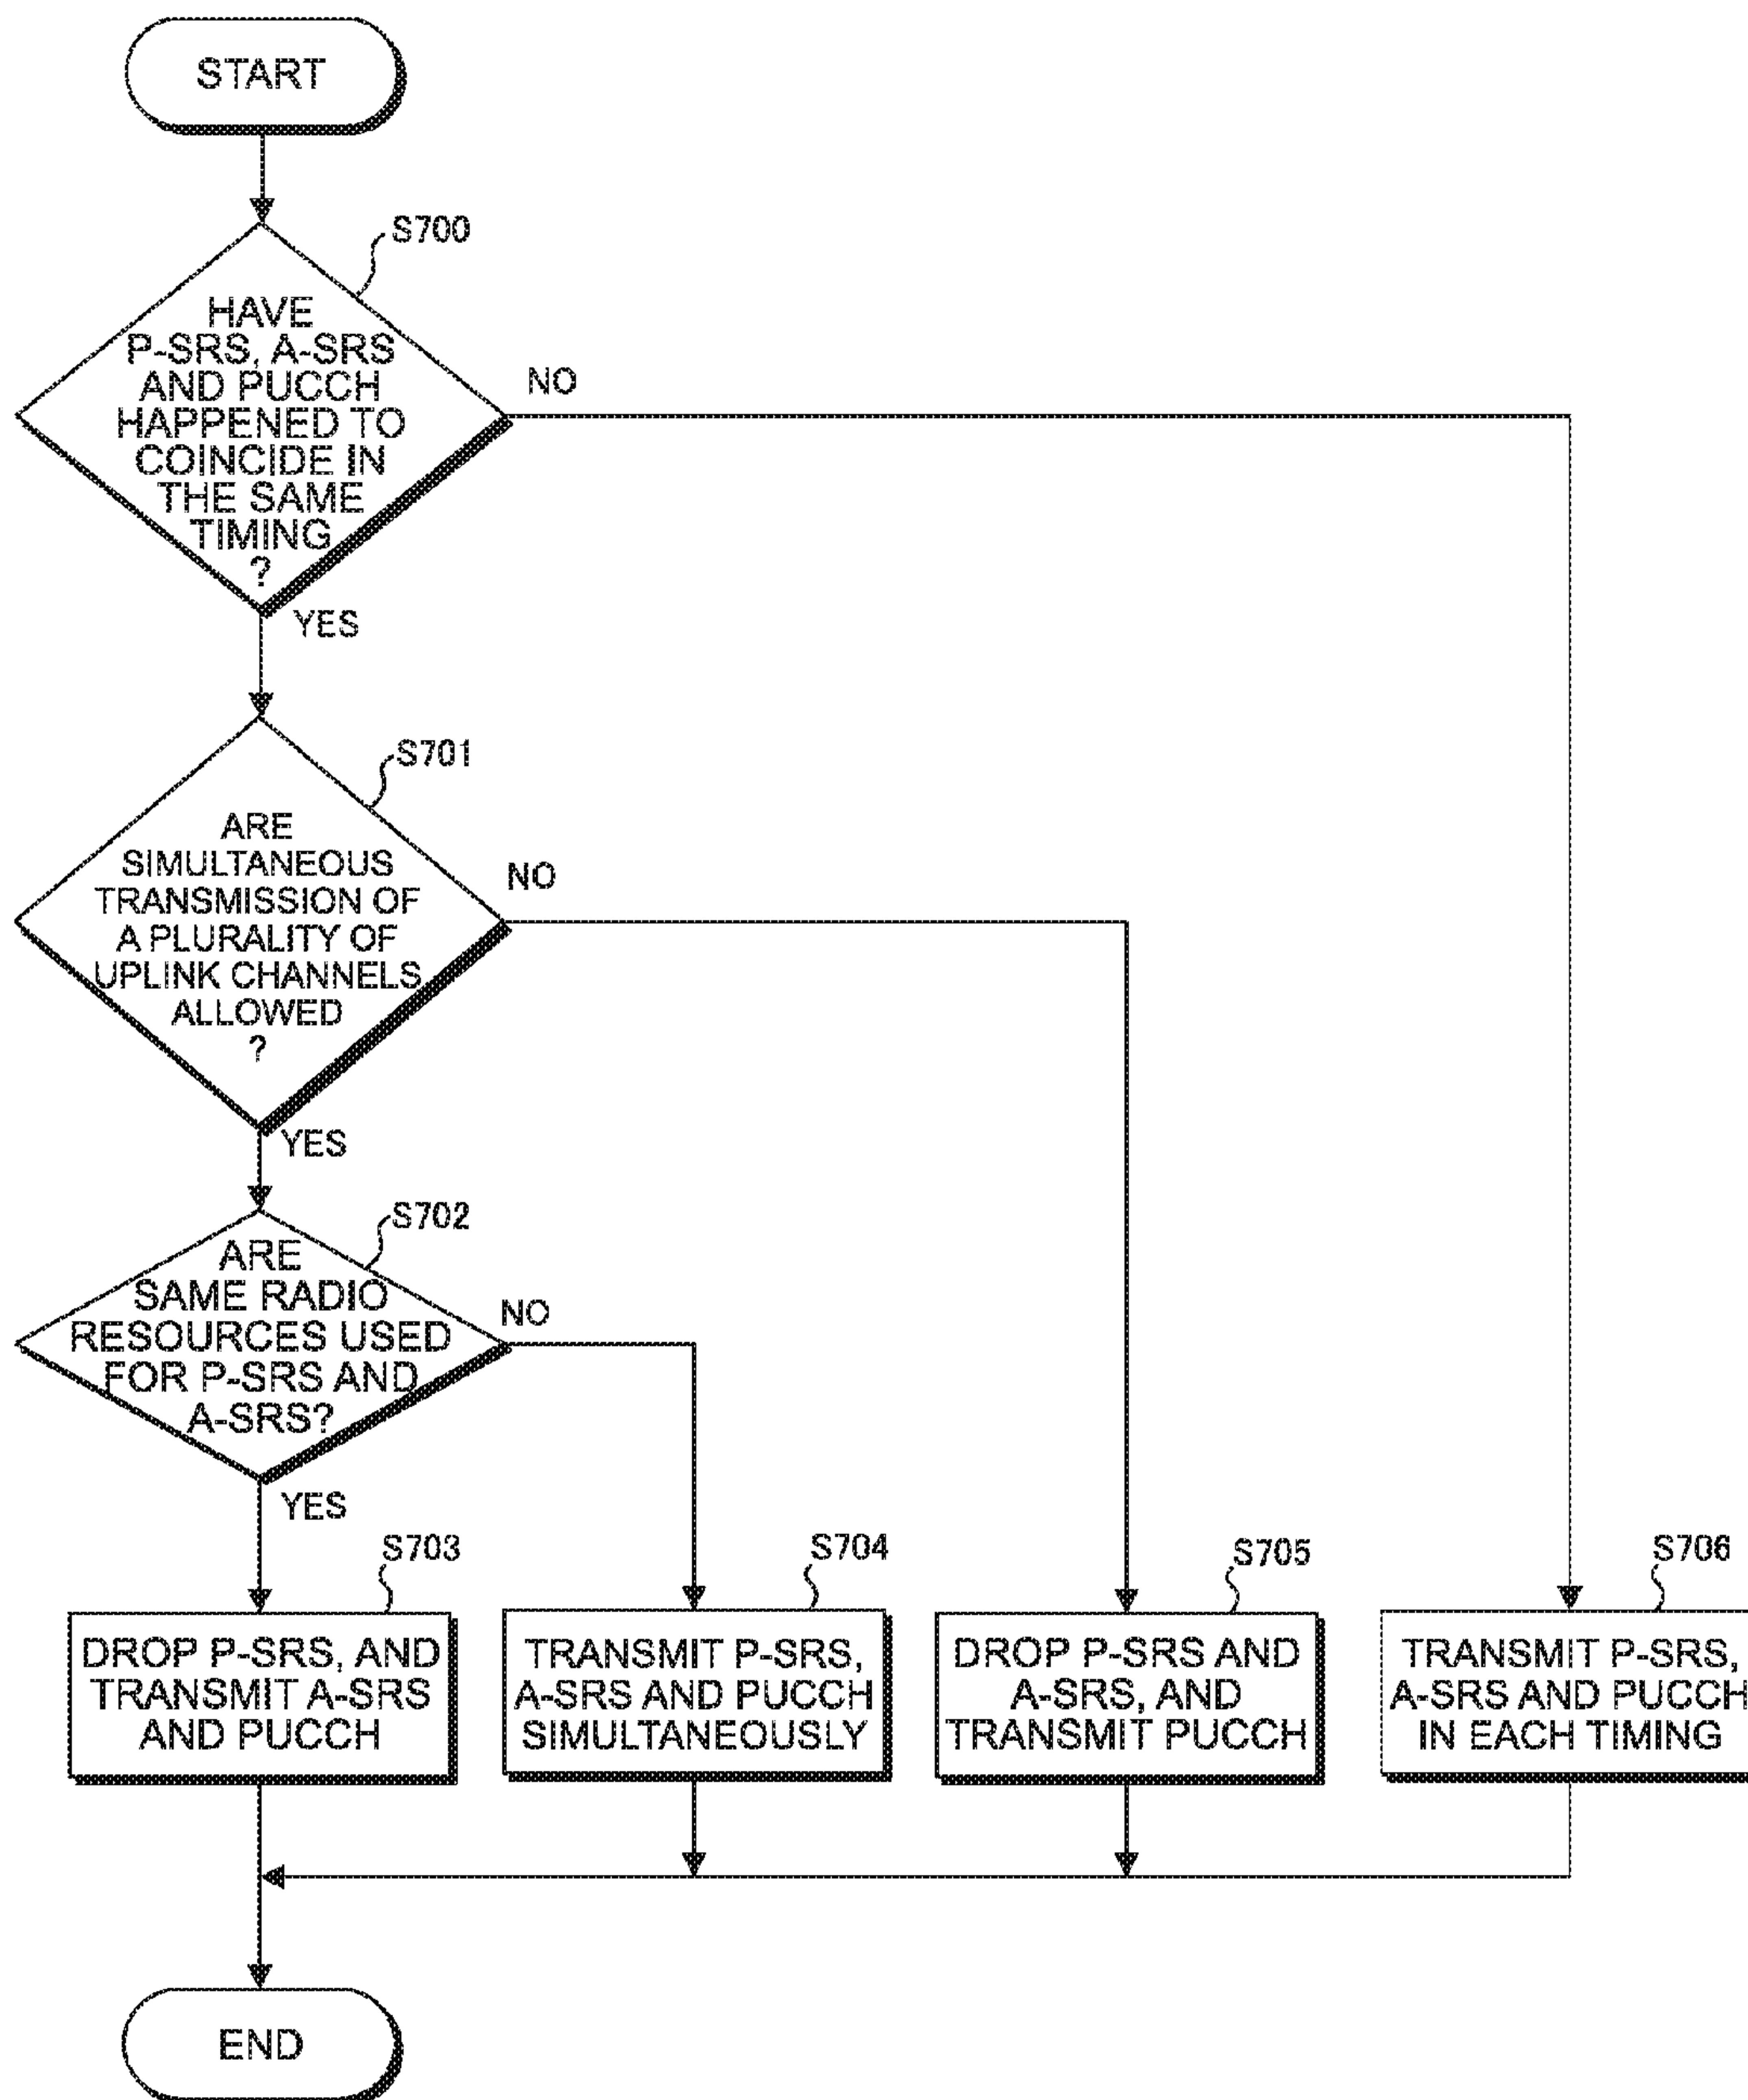 START
S700
HAVE
P-SRS, A-SRS
AND PUCCH
HAPPENED TO
COINCIDE IN
THE SAME
TIMING
?
NO
YES
S701
ARE
SIMULTANEOUS
TRANSMISSION OF
A PLURALITY OF
UPLINK CHANNELS
ALLOWED
?
NO
YES
S702
ARE
SAME RADIO
RESOURCES USED
FOR P-SRS AND
A-SRS?
NO
YES
S703
DROP P-SRS, AND
TRANSMIT A-SRS
AND PUCCH
S704
TRANSMIT P-SRS,
A-SRS AND PUCCH
SIMULTANEOUSLY
S705
DROP P-SRS AND
A-SRS, AND
TRANSMIT PUCCH
S706
TRANSMIT P-SRS,
A-SRS AND PUCCH
IN EACH TIMING
END